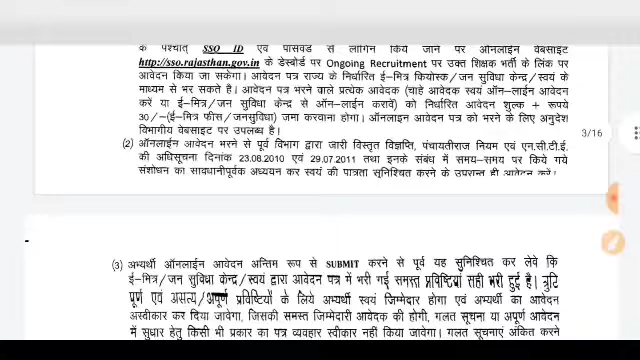 के पश्चात् SSO ID एवं पासवर्ड से लॉगिन किये जाने पर ऑनलाईन वेबसाइट
http://sso.rajasthan.gov.in के डेस्बोर्ड पर Ongoing Recruitment पर उक्त शिक्षक भर्ती के लिंक पर
आवेदन किया जा सकेगा। आवेदन पत्र राज्य के निर्धारित ई-मित्र कियोस्क/जन सुविधा केन्द्र/स्वयं के
माध्यम से भर सकते है। आवेदन पत्र भरने वाले प्रत्येक आवेदक (चाहे आवेदक स्वयं ऑन-लाईन आवेदन
करें या ई-मित्र/जन सुविधा केन्द्र से ऑन-लाईन करावें) को निर्धारित आवेदन शुल्क + रूपये
30/-(ई-मित्र फीस/जनसुविधा) जमा करवाना होगा। ऑनलाइन आवेदन पत्र को भरने के लिए अनुदेश
विभागीय वेबसाइट पर उपलब्ध है।
3/16
(2) ऑनलाईन आवेदन भरने से पूर्व विभाग द्वारा जारी विस्तृत विज्ञप्ति, पंचायतीराज नियम एवं एन.सी.टी.ई.
की अधिसूचना दिनांक 23.08.2010 एवं 29.07.2011 तथा इनके संबंध में समय-समय पर किये गये
संशोधन का सावधानीपूर्वक अध्ययन कर स्वयं की पात्रता सुनिश्चित करने के उपरान्त ही आवेदन करें।
(3) अभ्यर्थी ऑनलाईन आवेदन अन्तिम रूप से SUBMIT करने से पूर्व यह सुनिश्चित कर लेवे कि
ई-मित्र/जन सुविधा केन्द्र/स्वयं द्वारा आवेदन पत्र में भरी गई समस्त प्रविष्टियां सही भरी हुई है। त्रुटि
पूर्ण एवं असत्य/अपूर्ण प्रविष्टियों के लिये अभ्यर्थी स्वयं जिम्मेदार होगा एवं अभ्यर्थी का आवेदन
अस्वीकार कर दिया जावेगा, जिसकी समस्त जिम्मेदारी आवेदक की होगी, गलत सूचना या अपूर्ण आवेदन
में सुधार हेतु किसी भी प्रकार का पत्र व्यवहार स्वीकार नहीं किया जावेगा। गलत सूचनाएं अंकित करने